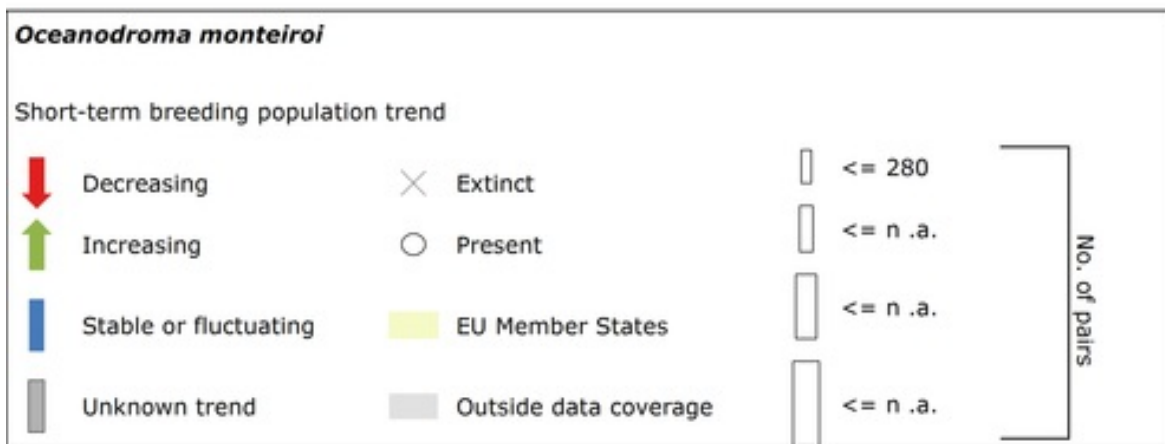 Oceanodroma monteiroi
Short-term breeding population trend
Decreasing
Increasing
Stable or fluctuating
Unknown trend
Extinct
Present
EU Member States
Outside data coverage
<= 280
<= n .a.
<= n .a.
<= n .a.
No. of pairs